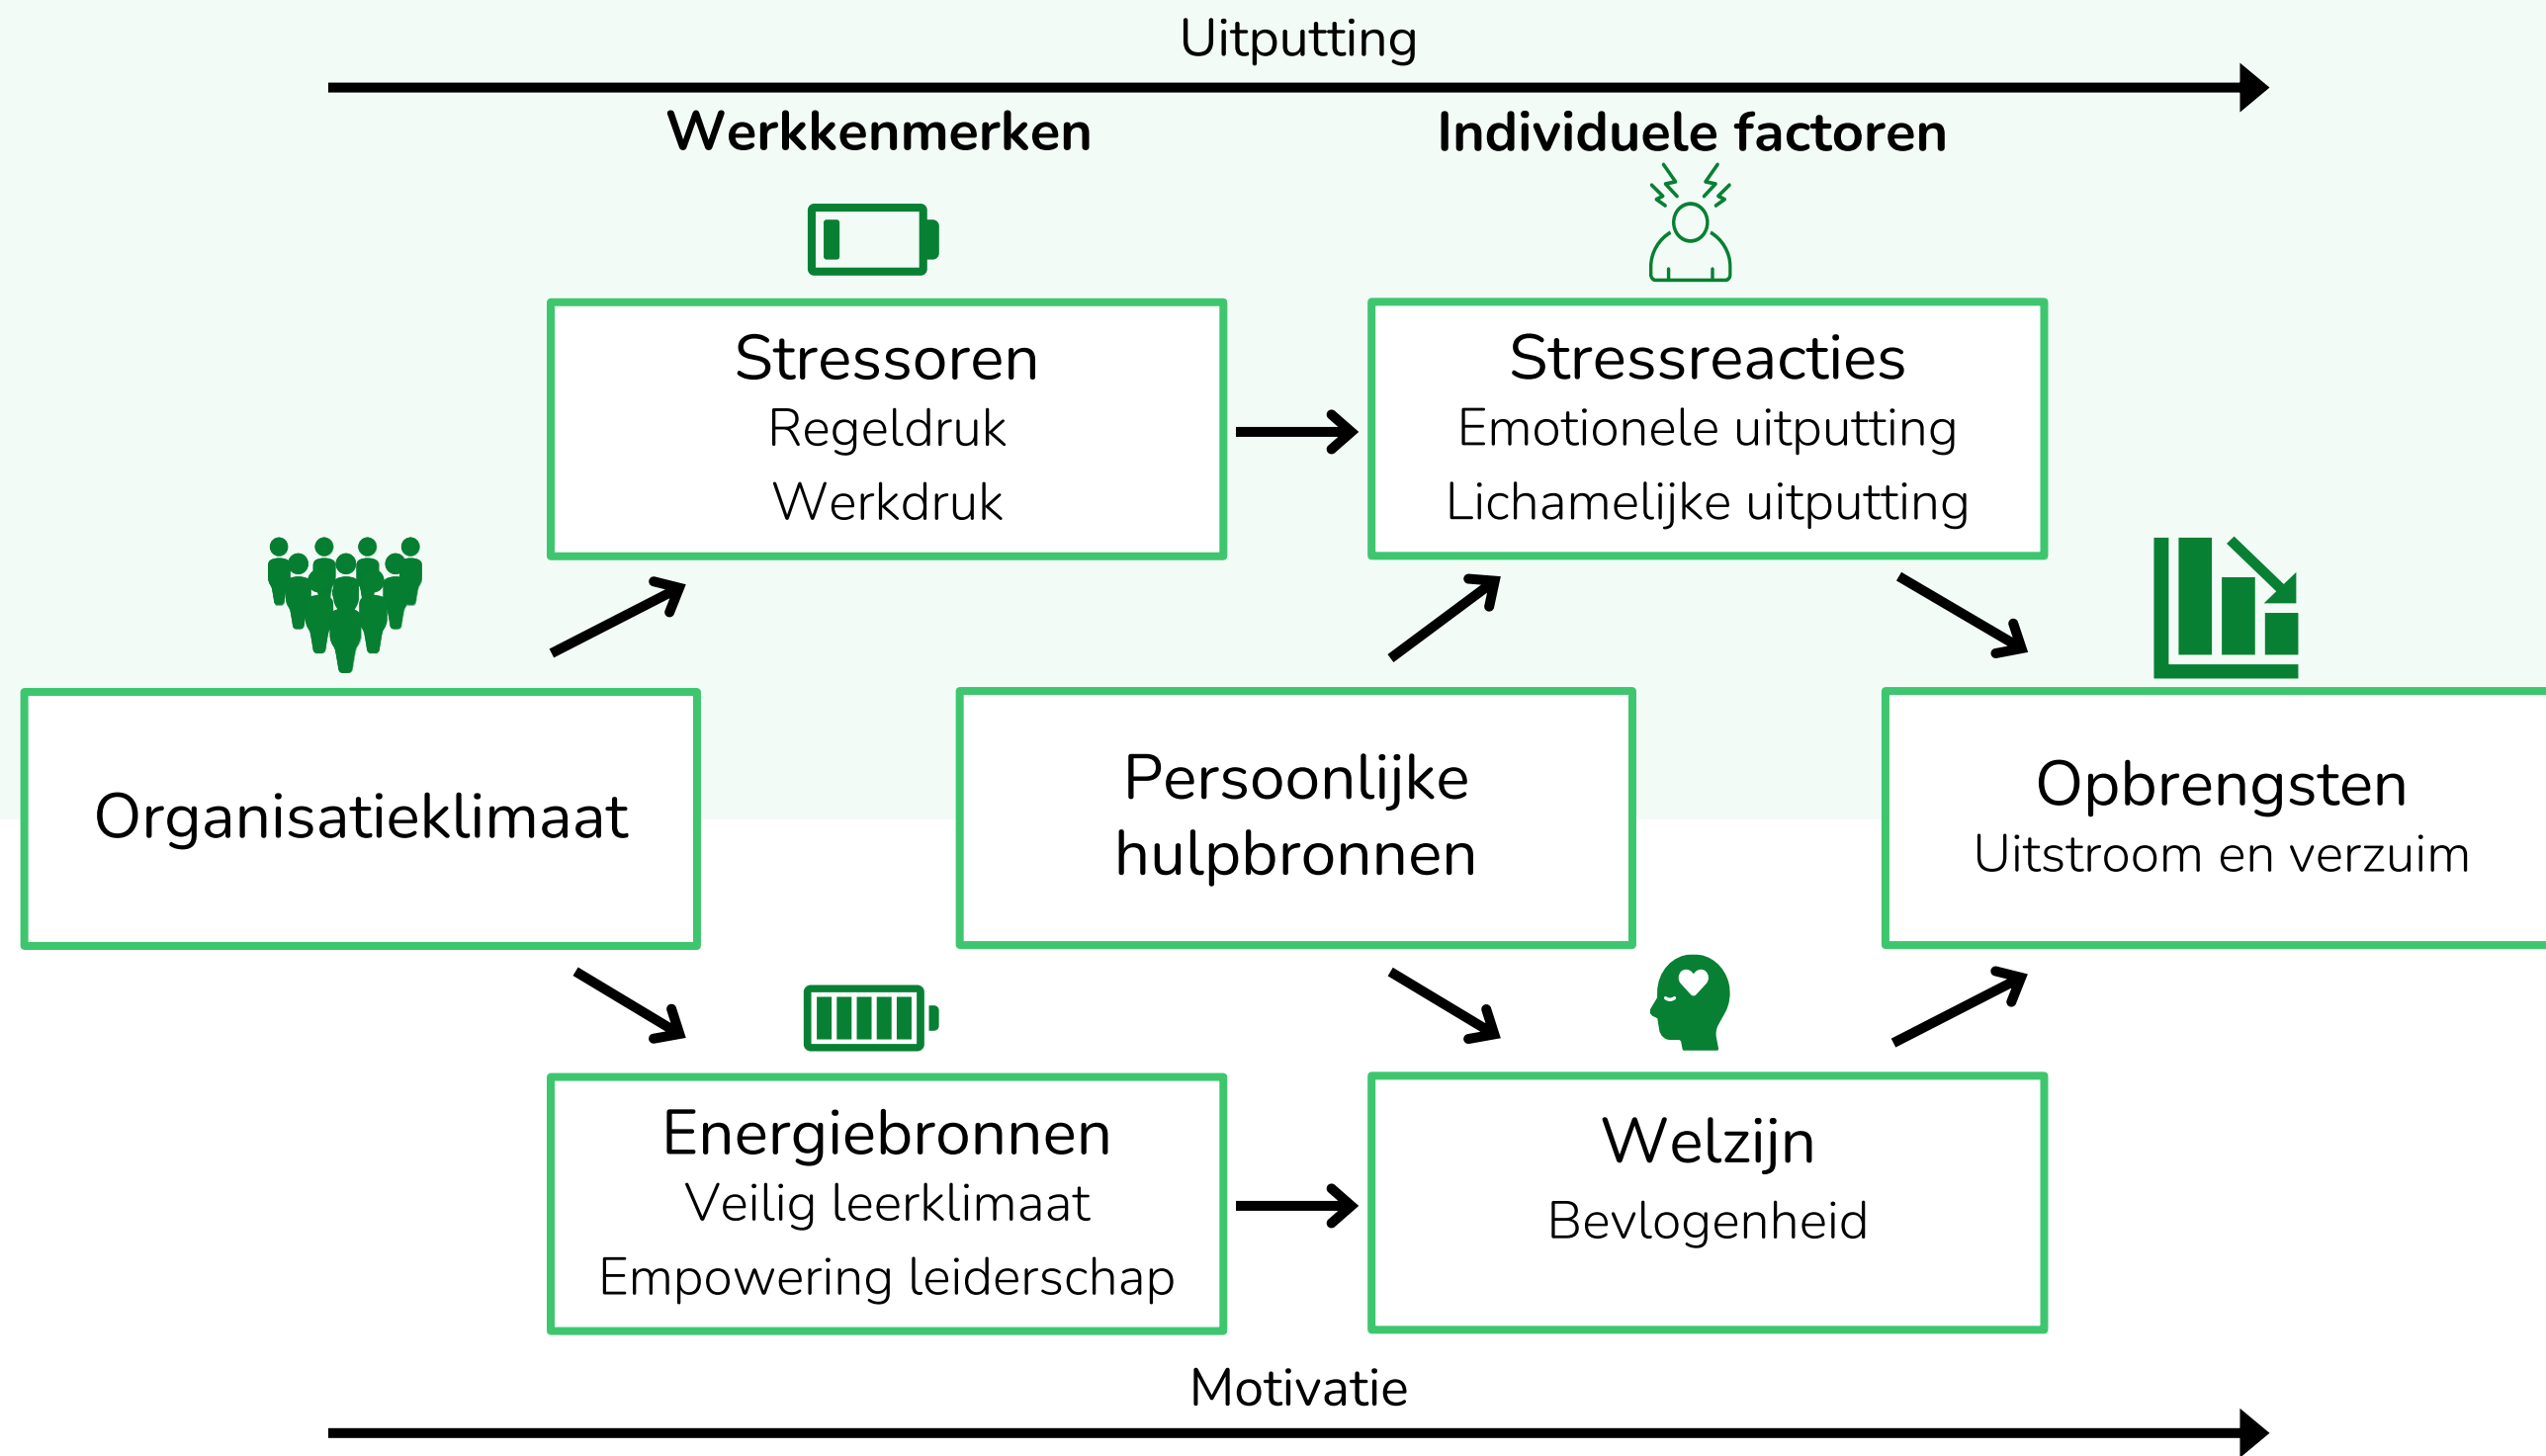 Uitputting
Werkkenmerken
Individuele factoren
Stressoren
Regeldruk
Werkdruk
Stressreacties
Emotionele uitputting
Lichamelijke uitputting
Organisatieklimaat
Persoonlijke
hulpbronnen
Opbrengsten
Uitstroom en verzuim
Energiebronnen
Veilig leerklimaat
Empowering leiderschap
Welzijn
Bevlogenheid
Motivatie